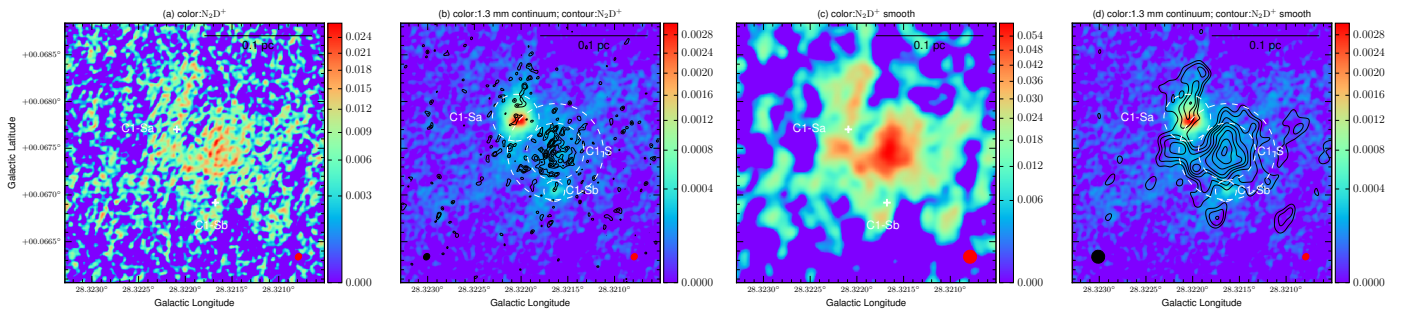 (a) color:N₂D⁺
(b) color:1.3 mm continuum; contour:N₂D⁺
(c) color:N₂D⁺ smooth
(d) color:1.3 mm continuum; contour:N₂D⁺ smooth
Galactic Latitude
+00.0685°
+00.0680°
+00.0675°
+00.0670°
+00.0665°
0.1 pc
C1-Sa
C1-Sb
28.3230° 28.3225° 28.3220° 28.3215° 28.3210°
Galactic Longitude
0.024
0.018
0.015
0.012
0.009
0.006
0.003
0.000
0.1 pc
C1-Sa
C1-S
C1-Sb
28.3230° 28.3225° 28.3220° 28.3215° 28.3210°
Galactic Longitude
0.0028
0.0020
0.0016
0.0012
0.0008
0.0004
0.0000
0.1 pc
C1-Sa
C1-Sb
28.3230° 28.3225° 28.3220° 28.3215° 28.3210°
Galactic Longitude
0.054
0.048
0.036
0.030
0.024
0.018
0.012
0.006
0.000
0.1 pc
C1-Sa
C1-S
C1-Sb
28.3230° 28.3225° 28.3220° 28.3215° 28.3210°
Galactic Longitude
0.0028
0.0020
0.0016
0.0012
0.0008
0.0004
0.0000